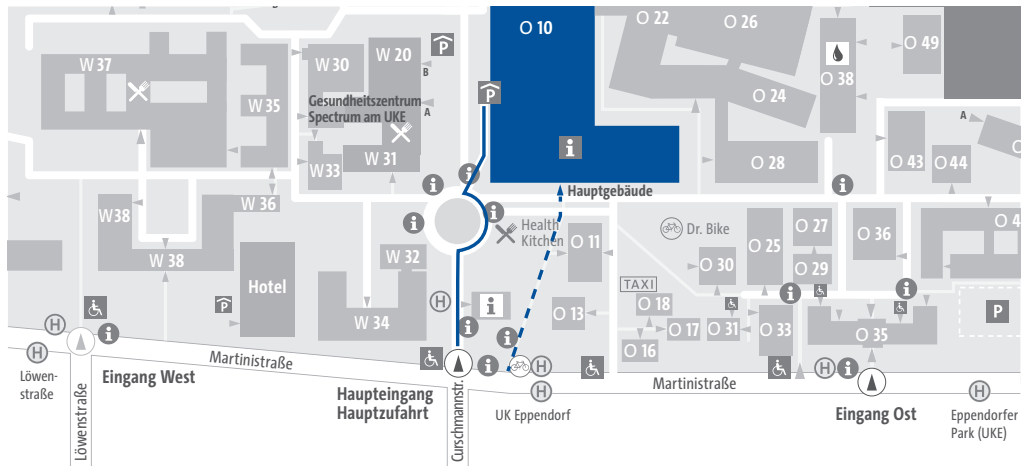 O 10
O 22
O 26
O 49
W 37
W 30
W 20
P
B
O 38
W 35
P
O 24
Gesundheitszentrum
Spectrum am UKE
A
A
W 31
W 33
i
O 28
O 43
O 44
i
i
i
Hauptgebäude
W 36
W 38
i
i
Health
Kitchen
Dr. Bike
O 27
O 36
O 4
O 11
O 25
W 38
W 32
O 30
O 29
Hotel
TAXI
i
i
P
H
i
O 18
O 13
P
W 34
O 17
O 31
O 33
O 35
H
i
i
O 16
H
Martinistraße
i
H
H
i
Löwen-
straße
Eingang West
Haupteingang
Hauptzufahrt
H
UK Eppendorf
Martinistraße
Eingang Ost
H
Eppendorfer
Park (UKE)
Löwenstraße
Curschmannstr.